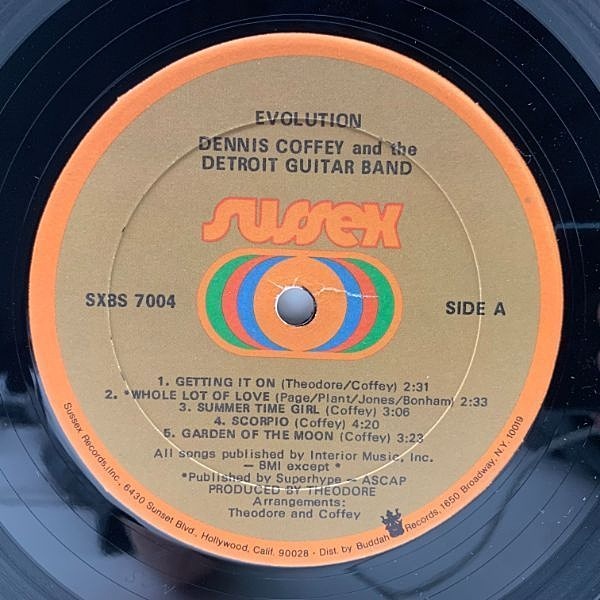 EVOLUTION
DENNIS COFFEY and the
DETROIT GUITAR BAND
sussex
SXBS 7004
SIDE A
1. GETTING IT ON (Theodore/Coffey) 2:31
2. *WHOLE LOT OF LOVE (Page/Plant/Jones/Bonham) 2:33
3. SUMMER TIME GIRL (Coffey) 3:06
4. SCORPIO (Coffey) 4:20
5. GARDEN OF THE MOON (Coffey) 3:23
All songs published by Interior Music, Inc.
— BMI except *
*Published by Superhype — ASCAP
PRODUCED BY THEODORE
Arrangements:
Theodore and Coffey
Sussex Records, Inc., 6430 Sunset Blvd., Hollywood, Calif. 90028 - Dist. by Buddah Records, 1650 Broadway, N.Y. 10019